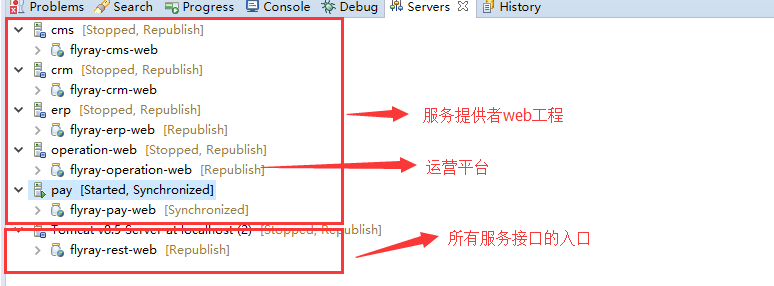 Problems Search Progress Console Debug Servers History
cms [Stopped, Republish]
flyray-cms-web
crm [Stopped, Republish]
flyray-crm-web
erp [Stopped, Republish]
flyray-erp-web [Republish]
服务提供者web工程
operation-web [Stopped, Republish]
flyray-operation-web [Republish]
运营平台
pay [Started, Synchronized]
flyray-pay-web [Synchronized]
Tomcat v8.5 Server at localhost (2) [Stopped, Republish]
所有服务接口的入口
flyray-rest-web [Republish]